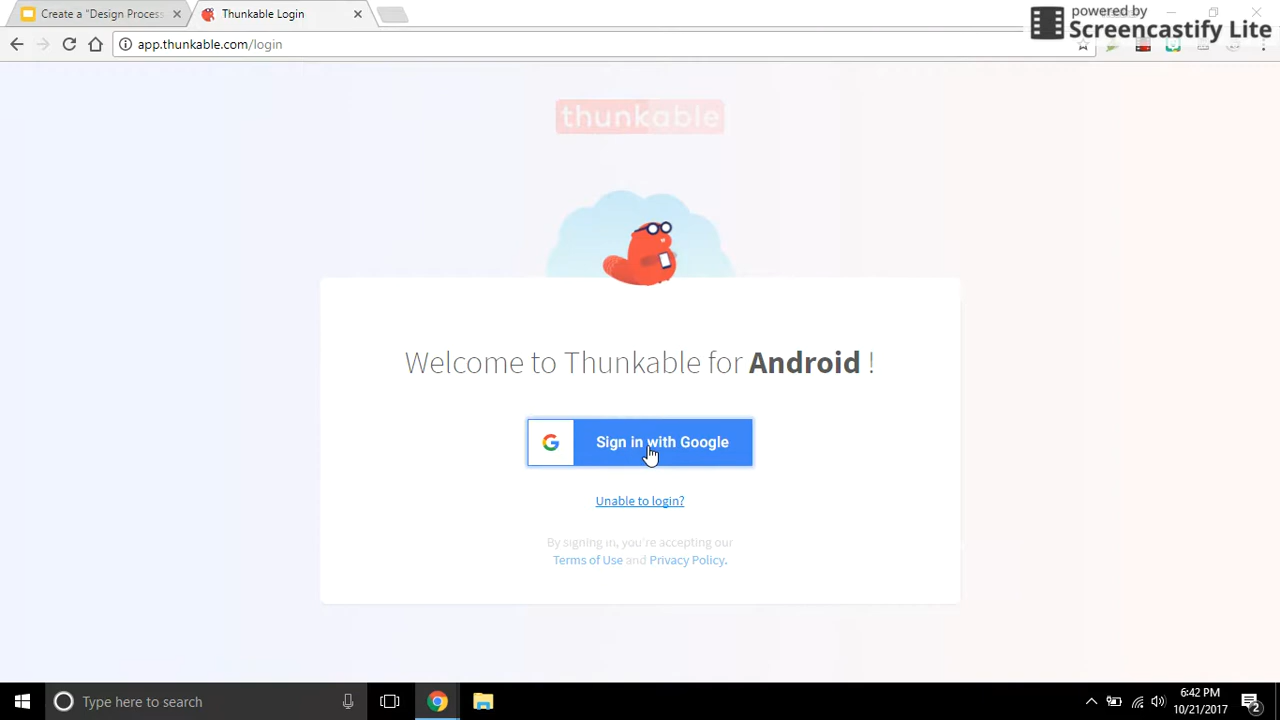 Create a "Design Process
Thunkable Login
powered by
Screencastify Lite
app.thunkable.com/login
thunkable
Welcome to Thunkable for Android !
Sign in with Google
Unable to login?
By signing in, you're accepting our
Terms of Use and Privacy Policy.
Type here to search
6:42 PM
10/21/2017
2